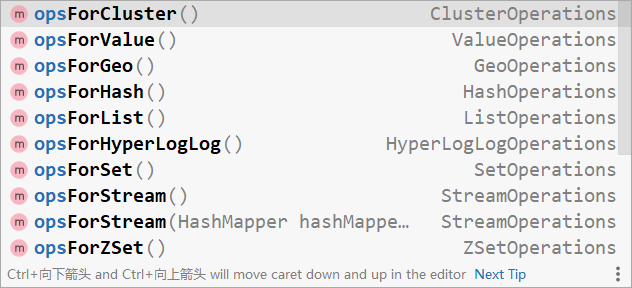 m opsForCluster() ClusterOperations
m opsForValue() ValueOperations
m opsForGeo() GeoOperations
m opsForHash() HashOperations
m opsForList() ListOperations
m opsForHyperLogLog() HyperLogLogOperations
m opsForSet() SetOperations
m opsForStream() StreamOperations
m opsForStream(HashMapper hashMappe… StreamOperations
m opsForZSet() ZSetOperations
Ctrl+向下箭头 and Ctrl+向上箭头 will move caret down and up in the editor Next Tip